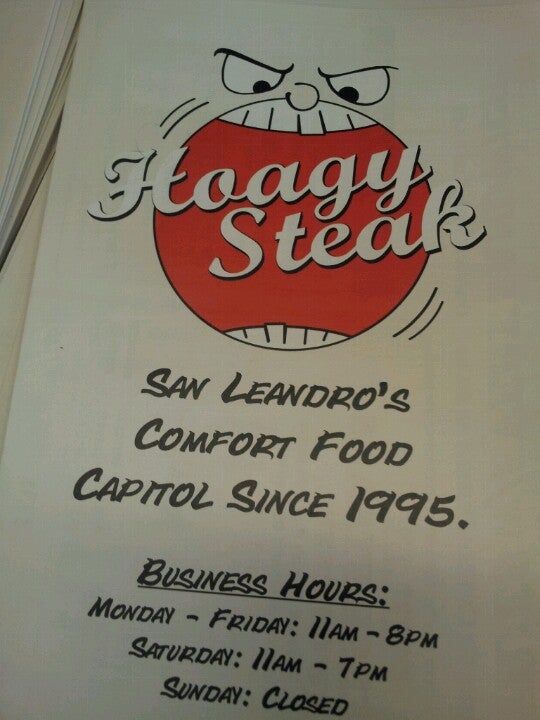 Hoagy
Steak
San Leandro's
Comfort Food
Capitol Since 1995.
Business Hours:
Monday - Friday: 11am - 8pm
Saturday: 11am - 7pm
Sunday: Closed